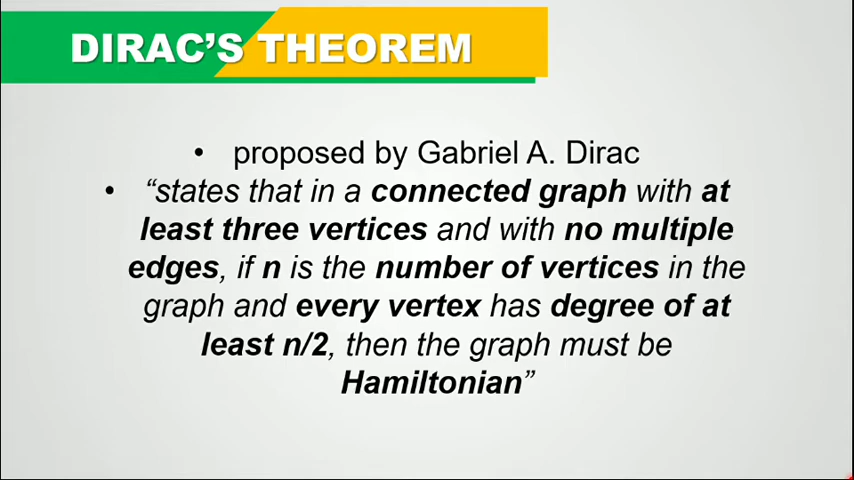 DIRAC'S THEOREM
• proposed by Gabriel A. Dirac
• “states that in a connected graph with at
least three vertices and with no multiple
edges, if n is the number of vertices in the
graph and every vertex has degree of at
least n/2, then the graph must be
Hamiltonian”